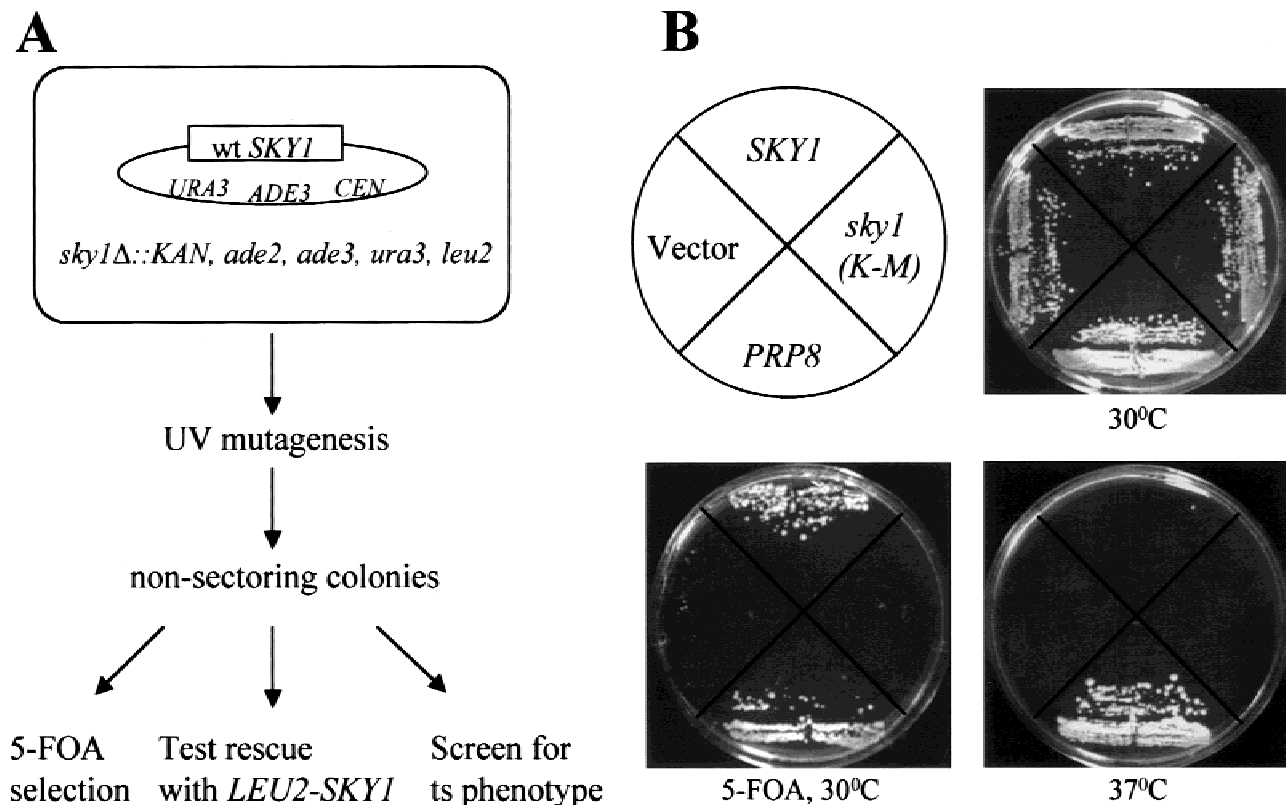 A
wt SKY1
URA3 ADE3 CEN
sky1Δ::KAN, ade2, ade3, ura3, leu2
UV mutagenesis
non-sectoring colonies
5-FOA
selection
Test rescue
with LEU2-SKY1
Screen for
ts phenotype
B
SKY1
Vector
sky1
(K-M)
PRP8
30⁰C
5-FOA, 30⁰C
37⁰C